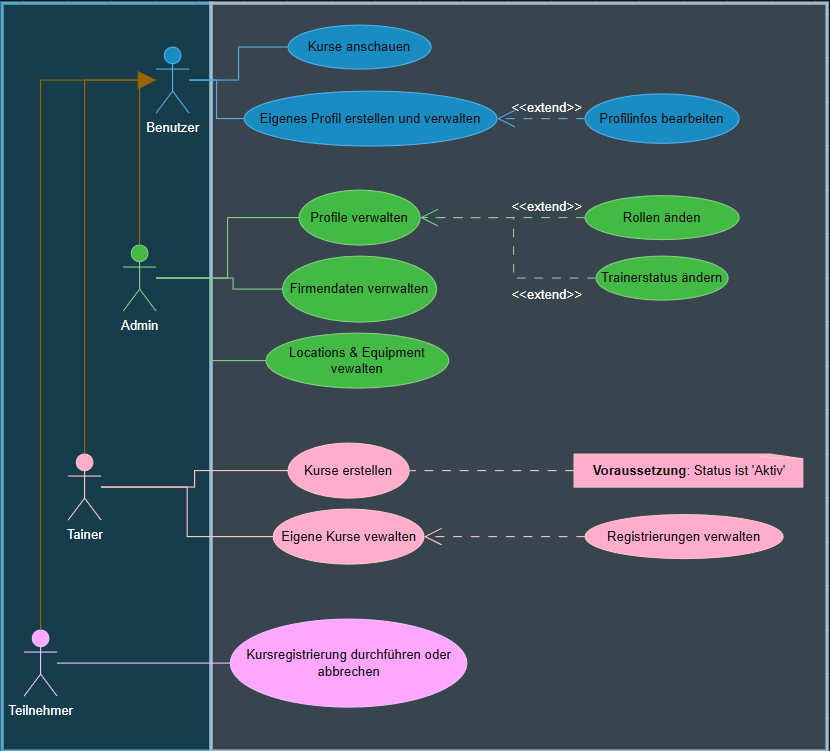 Kurse anschauen
Benutzer
Eigenes Profil erstellen und verwalten
<<extend>>
Profilinfos bearbeiten
Profile verwalten
<<extend>>
Rollen änden
Admin
Firmendaten verrwalten
Trainerstatus ändern
<<extend>>
Locations & Equipment
vewalten
Tainer
Kurse erstellen
Voraussetzung: Status ist 'Aktiv'
Eigene Kurse vewalten
Registrierungen verwalten
Teilnehmer
Kursregistrierung durchführen oder
abbrechen